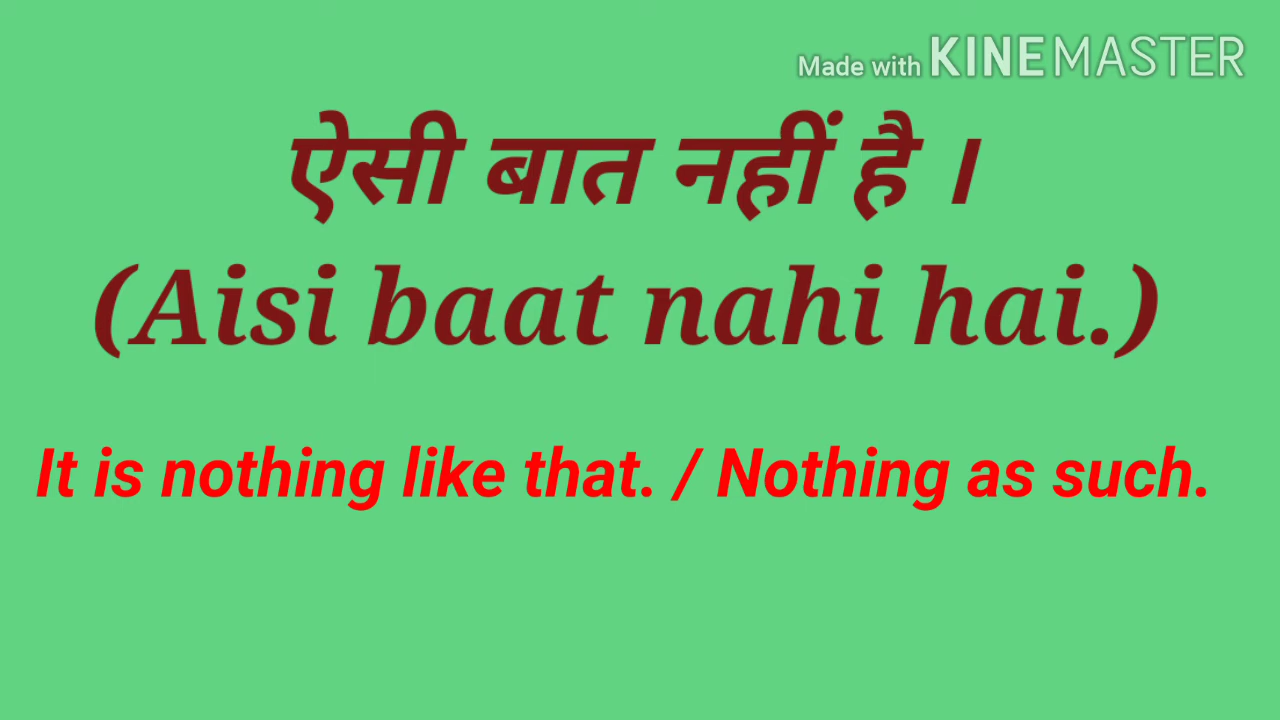 Made with KINEMASTER
ऐसी बात नहीं है ।
(Aisi baat nahi hai.)
It is nothing like that. / Nothing as such.